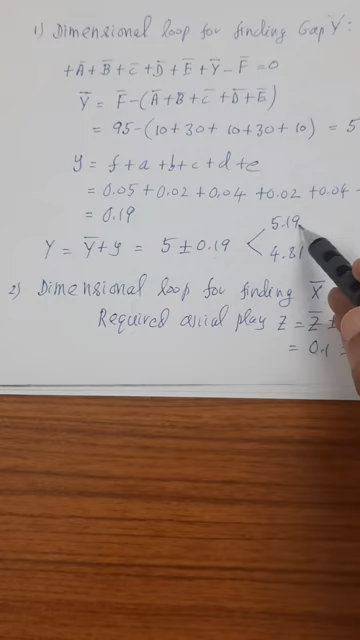 1) Dimensional loop for finding Gap Y:
+Ā + B̄ + C̄ + D̄ + Ē + Ȳ − F̄ = 0
Ȳ = F̄ − (Ā + B̄ + C̄ + D̄ + Ē)
= 95 − (10 + 30 + 10 + 30 + 10) = 5
y = f + a + b + c + d + e
= 0.05 + 0.02 + 0.04 + 0.02 + 0.04
= 0.19
Y = Ȳ + y = 5 ± 0.19 < 5.19
4.81
2) Dimensional loop for finding X̄
Required axial play Z = Z̄ ±
= 0.1